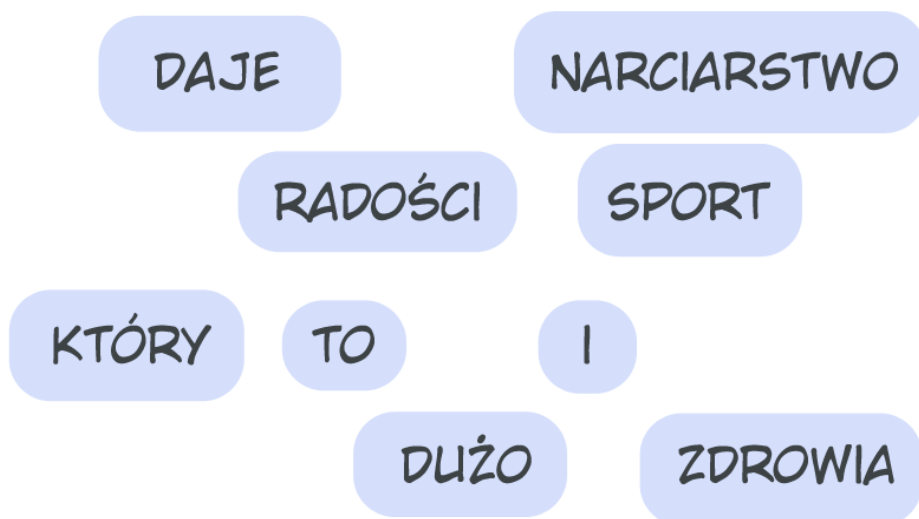 DAJE NARCIARSTWO
RADOŚCI SPORT
KTÓRY TO I
DUŻO ZDROWIA